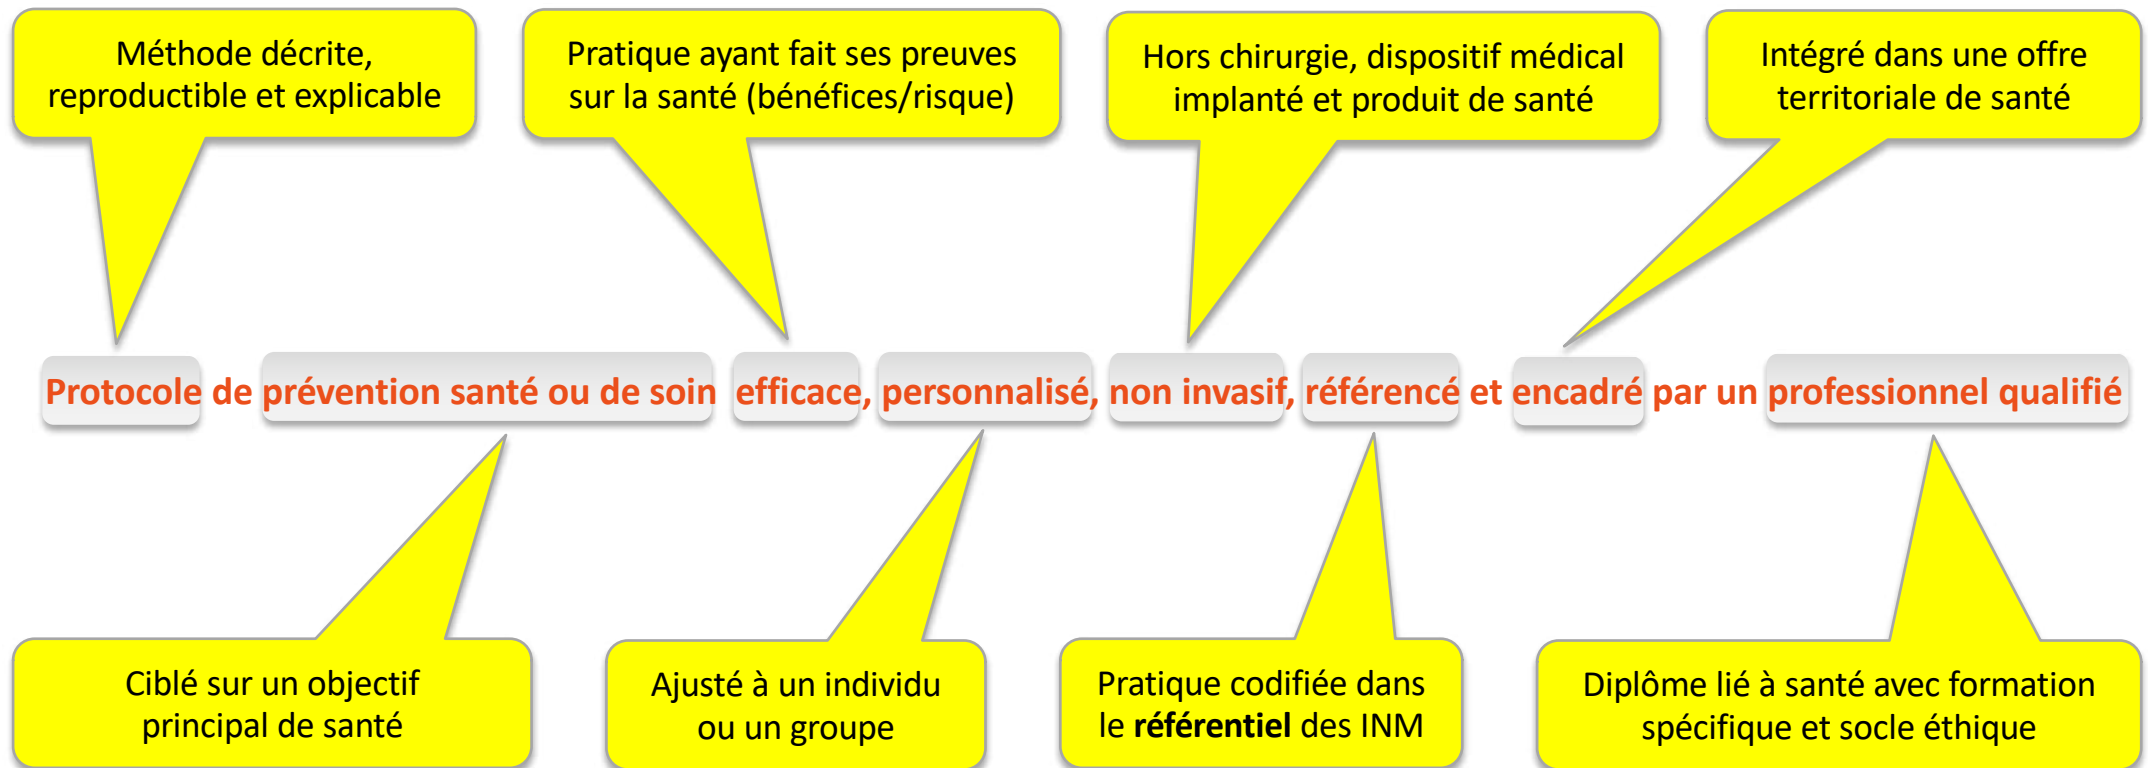 Méthode décrite,
reproductible et explicable
Pratique ayant fait ses preuves
sur la santé (bénéfices/risque)
Hors chirurgie, dispositif médical
implanté et produit de santé
Intégré dans une offre
territoriale de santé
Protocole de prévention santé ou de soin efficace, personnalisé, non invasif, référencé et encadré par un professionnel qualifié
Ciblé sur un objectif
principal de santé
Ajusté à un individu
ou un groupe
Pratique codifiée dans
le référentiel des INM
Diplôme lié à santé avec formation
spécifique et socle éthique